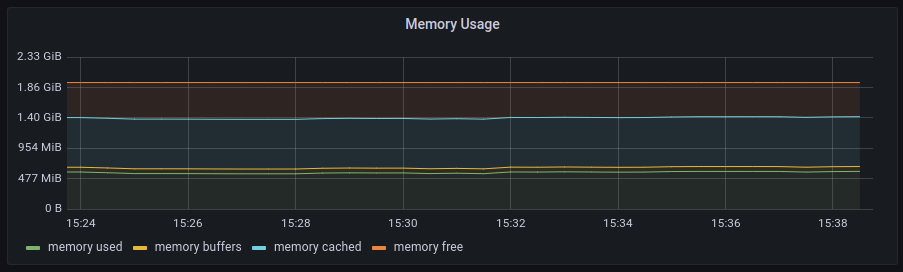 Memory Usage
2.33 GiB
1.86 GiB
1.40 GiB
954 MiB
477 MiB
0 B
15:24 15:26 15:28 15:30 15:32 15:34 15:36 15:38
memory used memory buffers memory cached memory free